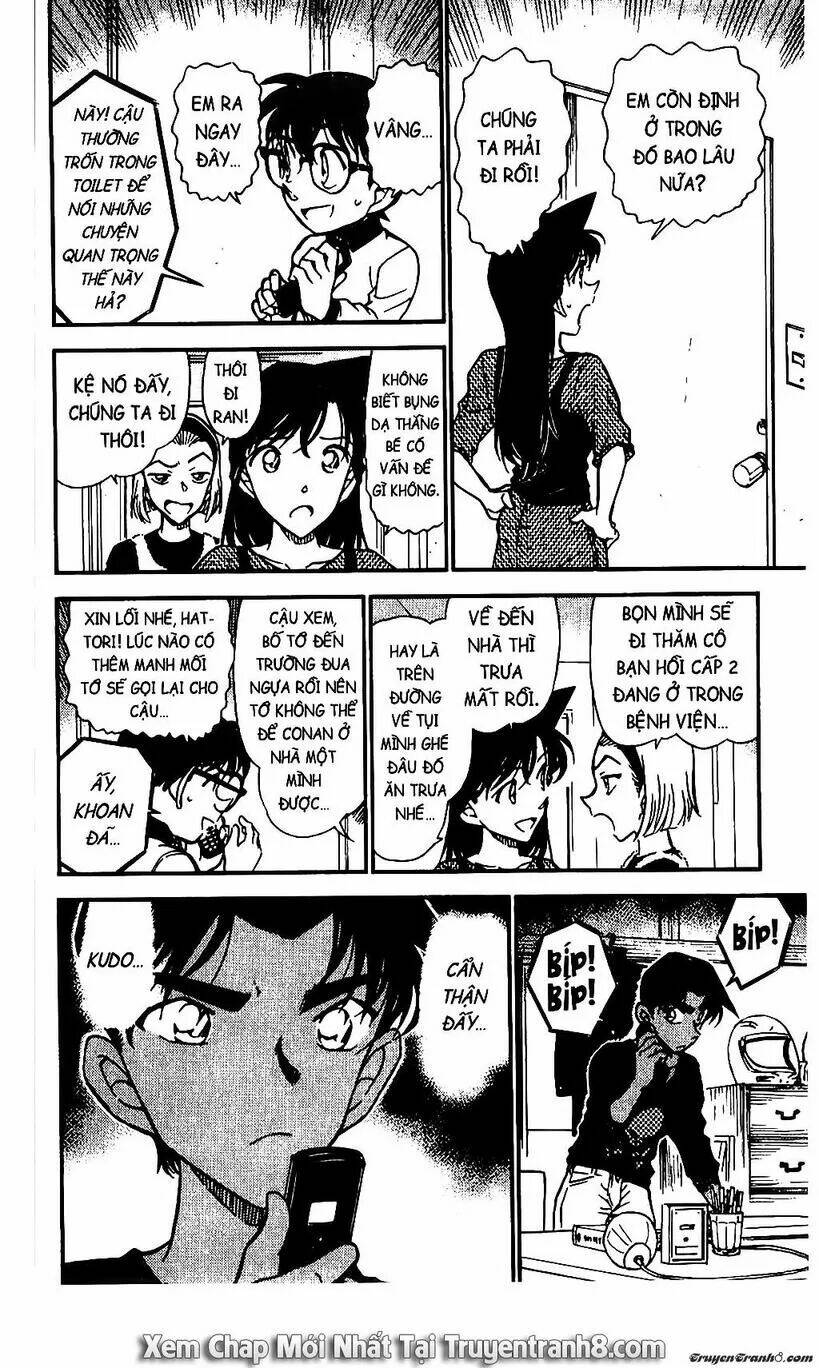 EM CÒN ĐỊNH
Ở TRONG
ĐÓ BAO LÂU
NỮA?
CHÚNG
TA PHẢI
ĐI RỒI!
VÂNG...
EM RA
NGAY
ĐÂY...
NÀY! CẬU
THƯỜNG
TRỐN TRONG
TOILET ĐỂ
NÓI NHỮNG
CHUYỆN
QUAN TRỌNG
THẾ NÀY
HẢ?
KHÔNG
BIẾT BỤNG
DẠ THẰNG
BÉ CÓ
VẤN ĐỀ
GÌ KHÔNG.
THÔI
ĐI
RAN!
KỆ NÓ ĐẤY,
CHÚNG TA ĐI
THÔI!
BỌN MÌNH SẼ
ĐI THĂM CÔ
BẠN HỒI CẤP 2
ĐANG Ở TRONG
BỆNH VIỆN...
VỀ ĐẾN
NHÀ THÌ
TRƯA
MẤT RỒI.
HAY LÀ
TRÊN
ĐƯỜNG
VỀ TỤI
MÌNH GHÉ
ĐÂU ĐÓ
ĂN TRƯA
NHÉ...
CẬU XEM,
BỐ TỚ ĐẾN
TRƯỜNG ĐUA
NGỰA RỒI NÊN
TỚ KHÔNG THỂ
ĐỂ CONAN Ở
NHÀ MỘT
MÌNH
ĐƯỢC...
XIN LỖI NHÉ, HAT-
TORI! LÚC NÀO CÓ
THÊM MANH MỐI
TỚ SẼ GỌI LẠI CHO
CẬU...
ẤY,
KHOAN
ĐÃ...
BÍP!
BÍP!
BÍP!
CẨN
THẬN
ĐẤY...
KUDO...
Xem Chap Mới Nhất Tại Truyentranh8.com
TruyenTranh8.com